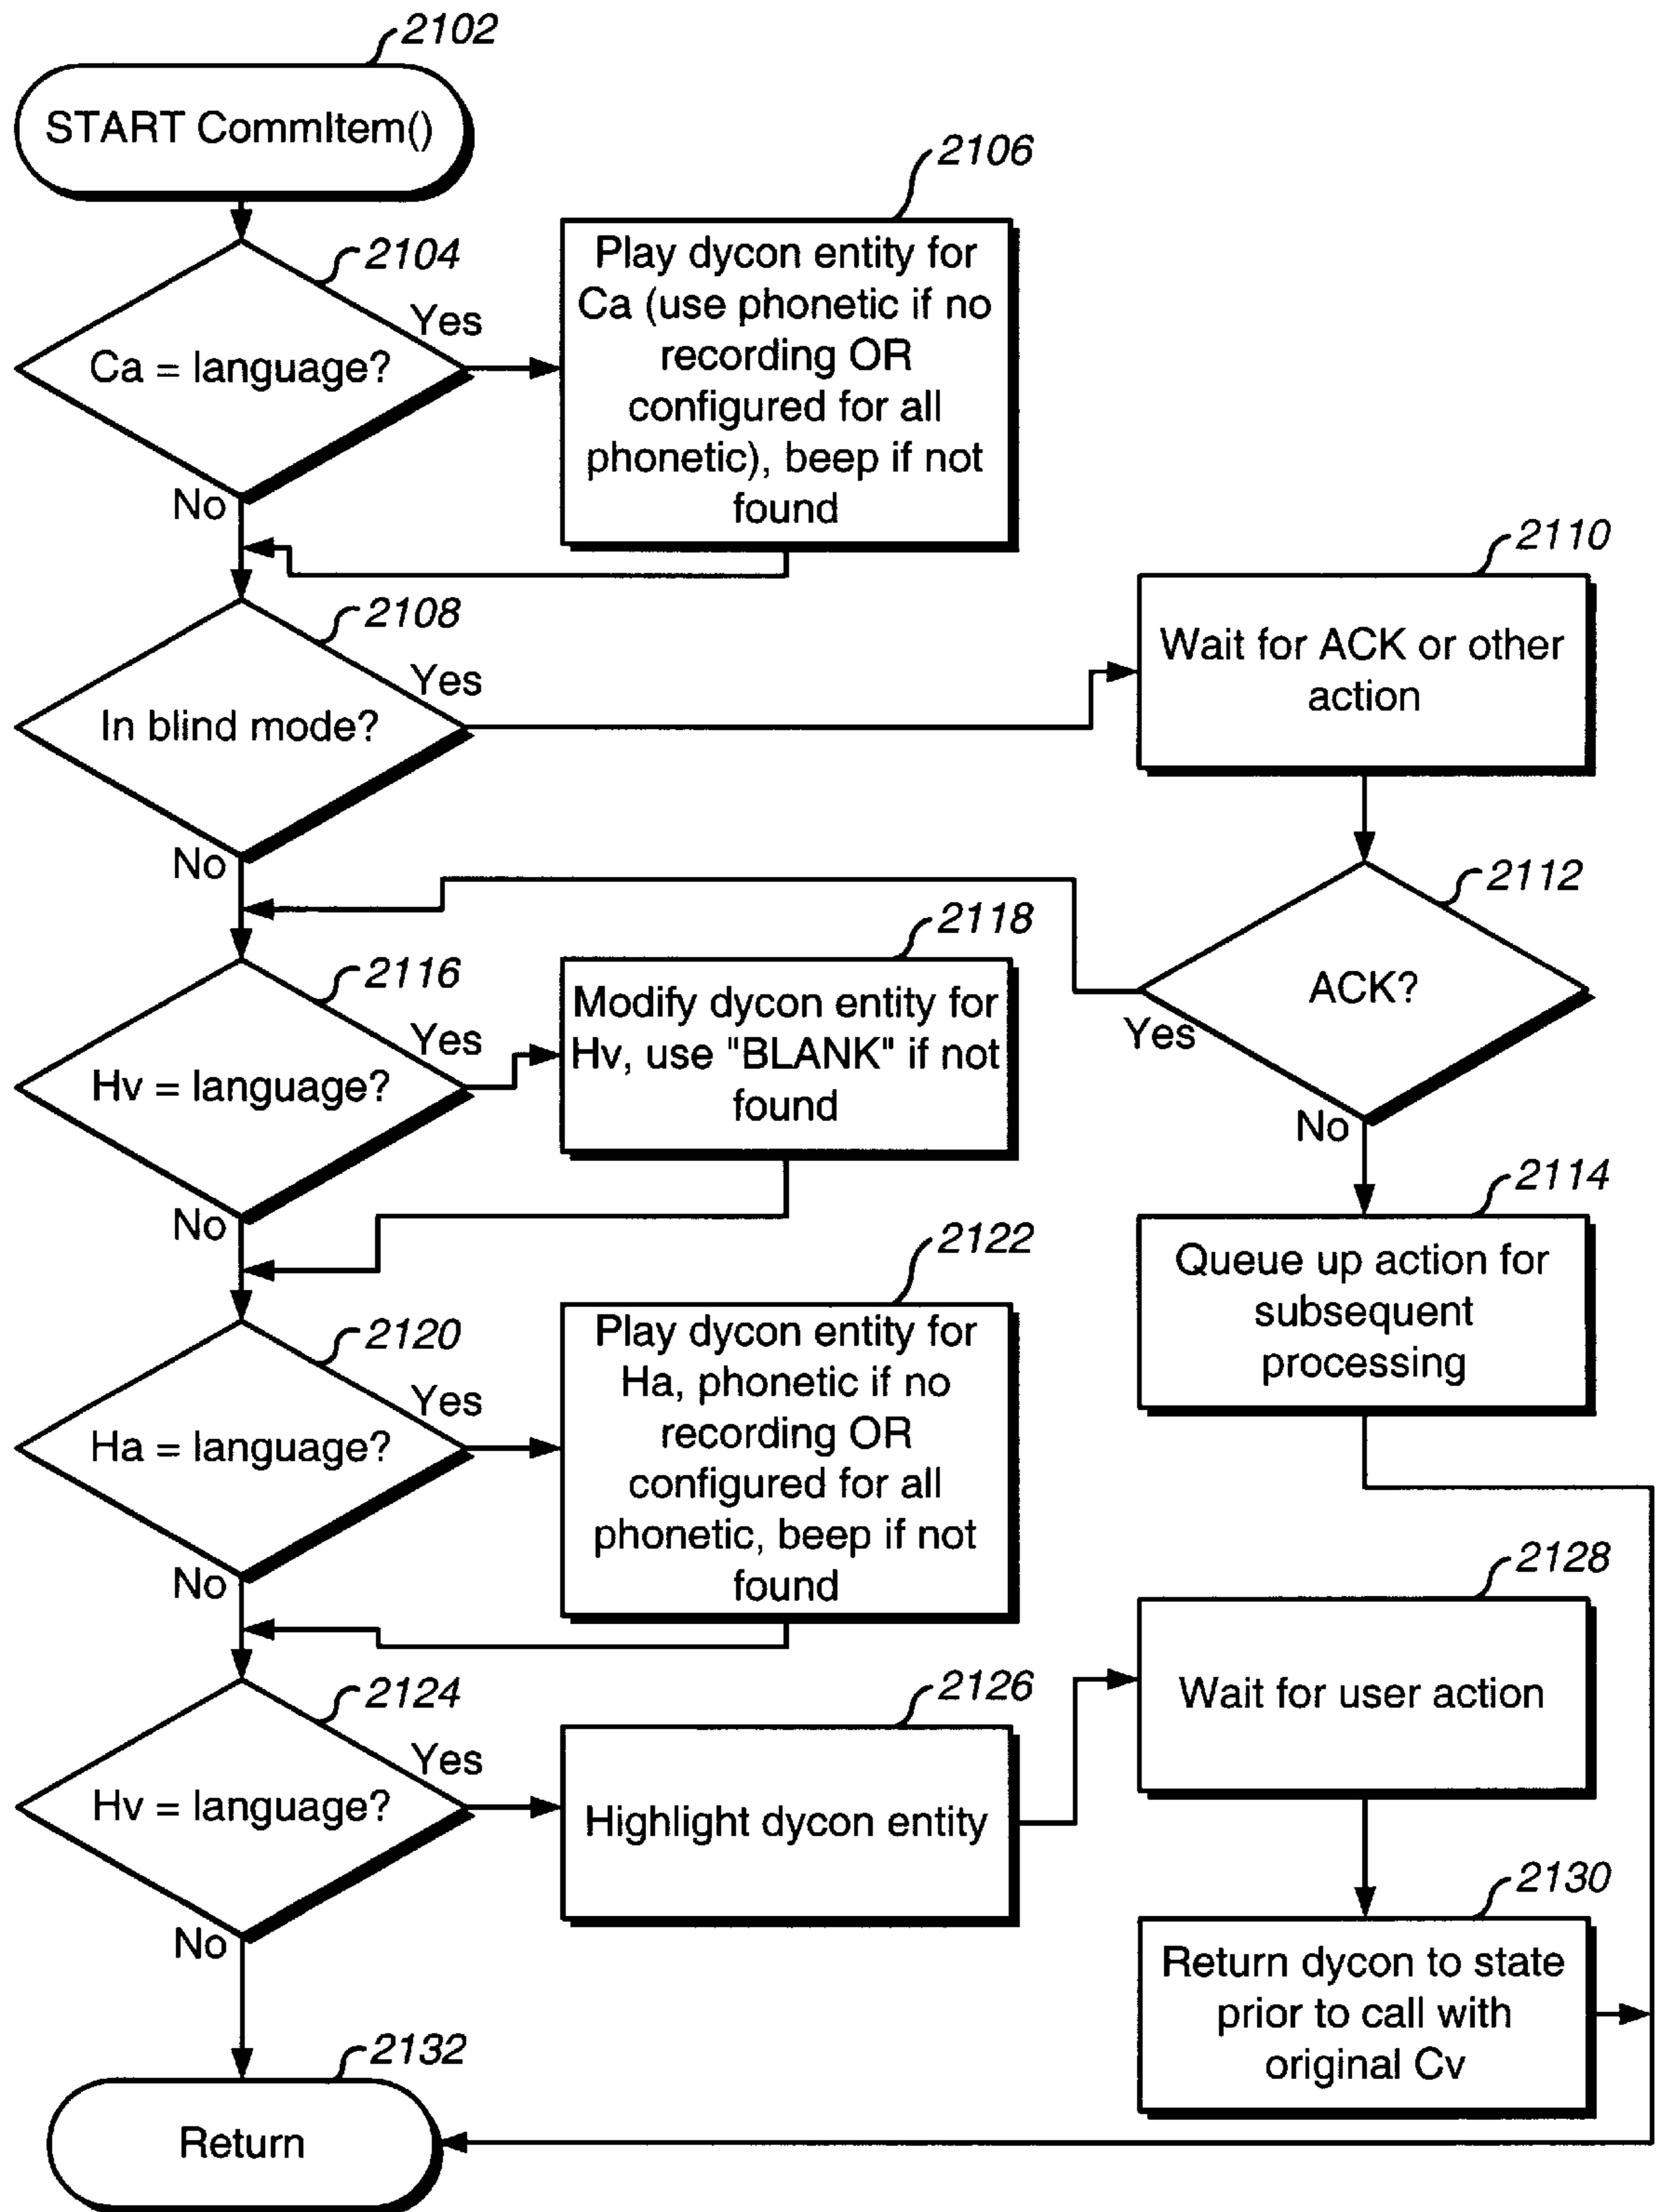 2102
START CommItem()
2104
Ca = language?
Yes
No
2106
Play dycon entity for
Ca (use phonetic if no
recording OR
configured for all
phonetic), beep if not
found
2108
In blind mode?
Yes
No
2110
Wait for ACK or other
action
2112
ACK?
Yes
No
2114
Queue up action for
subsequent
processing
2116
Hv = language?
Yes
No
2118
Modify dycon entity for
Hv, use "BLANK" if not
found
2120
Ha = language?
Yes
No
2122
Play dycon entity for
Ha, phonetic if no
recording OR
configured for all
phonetic, beep if not
found
2124
Hv = language?
Yes
No
2126
Highlight dycon entity
2128
Wait for user action
2130
Return dycon to state
prior to call with
original Cv
2132
Return